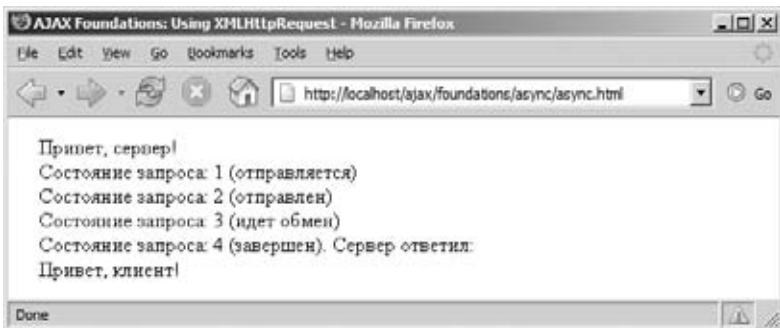 AJAX Foundations: Using XMLHttpRequest - Mozilla Firefox
File Edit View Go Bookmarks Tools Help
http://localhost/ajax/foundations/async/async.html Go
Привет, сервер!
Состояние запроса: 1 (отправляется)
Состояние запроса: 2 (отправлен)
Состояние запроса: 3 (идет обмен)
Состояние запроса: 4 (завершен). Сервер ответил:
Привет, клиент!
Done